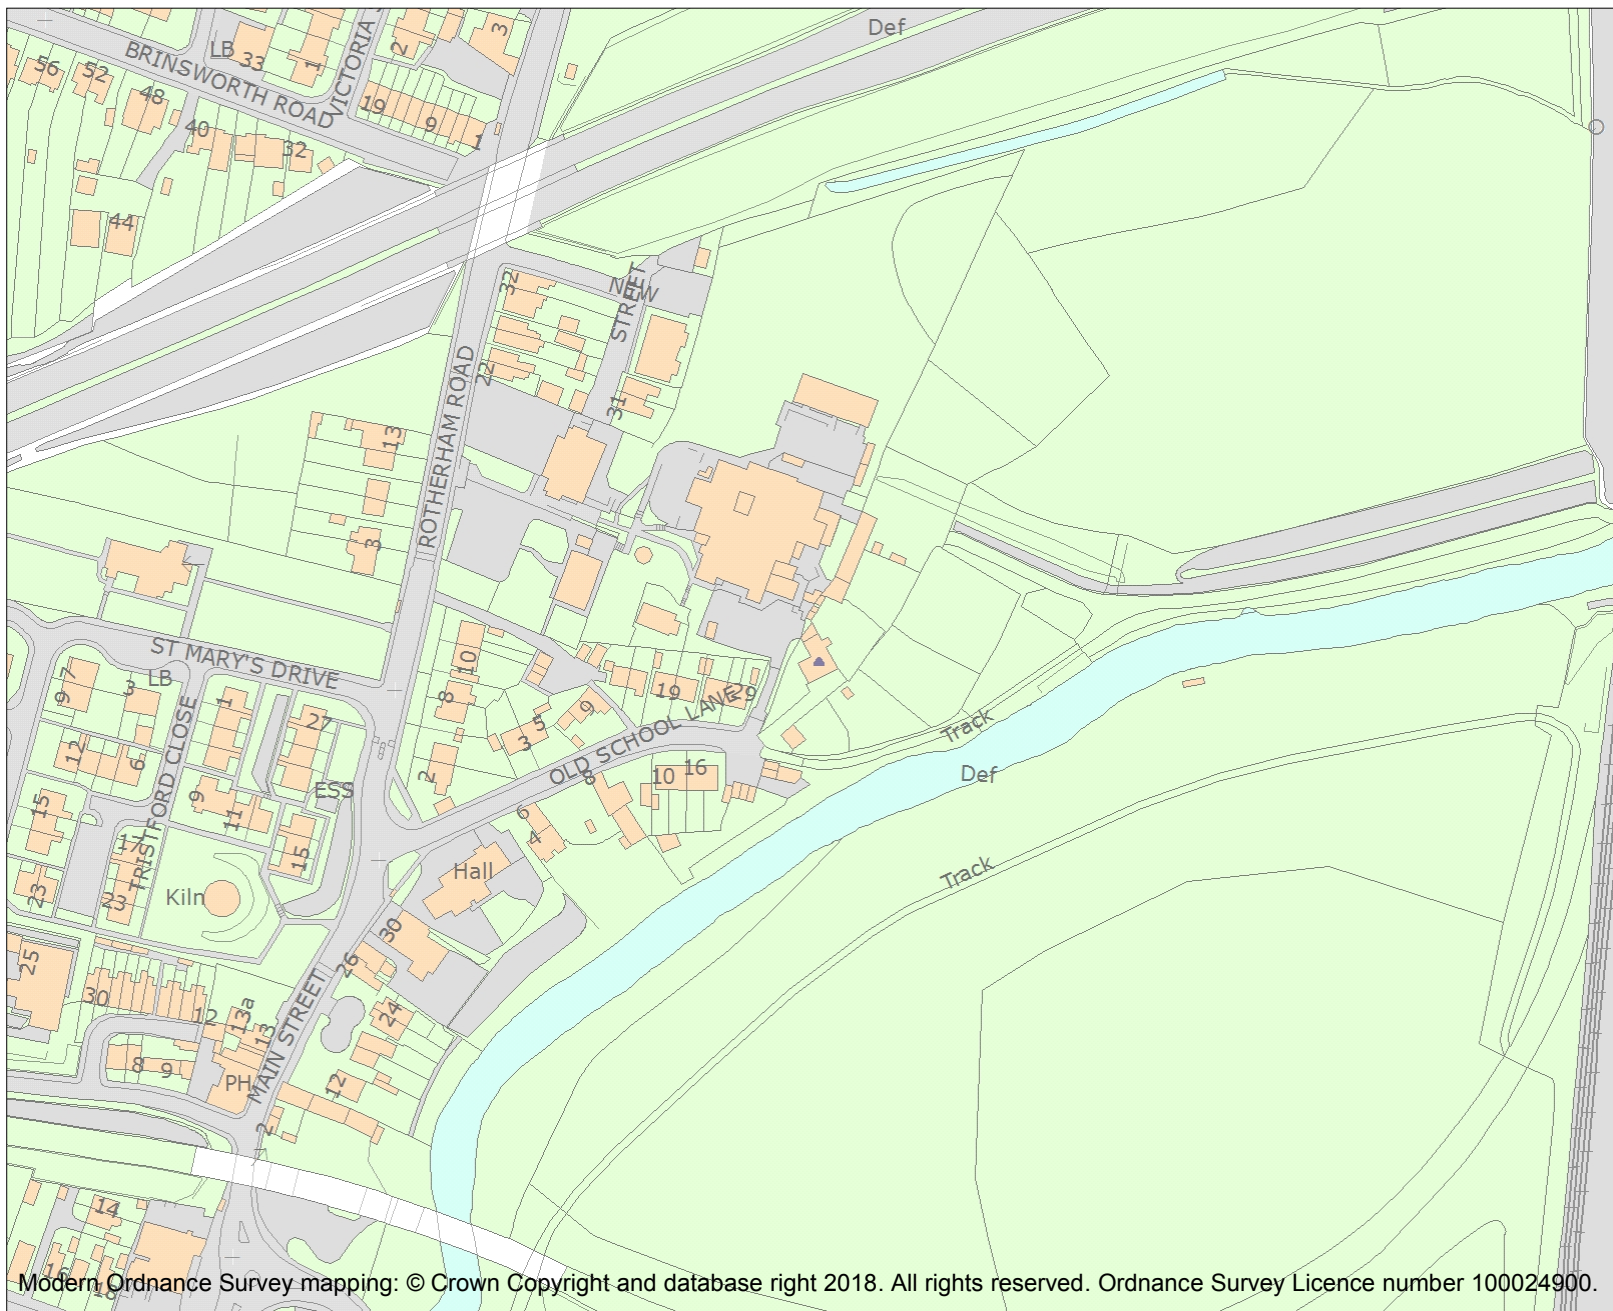 Def
3
2
VICTORIA
LB
33
1
BRINSWORTH ROAD
56
52
48
19
9
1
40
32
44
NEW
STREET
32
22
31
ROTHERHAM ROAD
13
3
ST MARY'S DRIVE
LB
7
9
3
1
27
TRISTFORD CLOSE
12
6
ESS
9
11
15
15
17
23
23
Kiln
10
8
2
5
3
9
19
29
OLD SCHOOL LANE
8
10
16
6
4
Hall
Track
Def
Track
30
26
24
25
30
12
13a
13
MAIN STREET
8
9
PH
12
2
14
16
18
Modern Ordnance Survey mapping: © Crown Copyright and database right 2018. All rights reserved. Ordnance Survey Licence number 100024900.